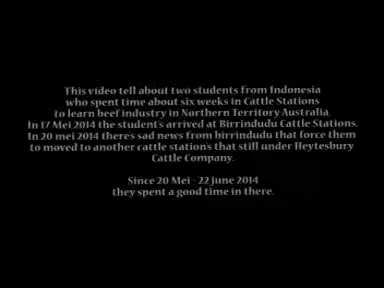 This video tell about two students from Indonesia
who spent time about six weeks in Cattle Stations
to learn beef industry in Northern Territory Australia.
In 17 Mei 2014 the student's arrived at Birrindudu Cattle Stations.
In 20 mei 2014 theres sad news from birrindudu that force them
to moved to another cattle station's that still under Heytesbury
Cattle Company.
Since 20 Mei - 22 june 2014
they spent a good time in there.